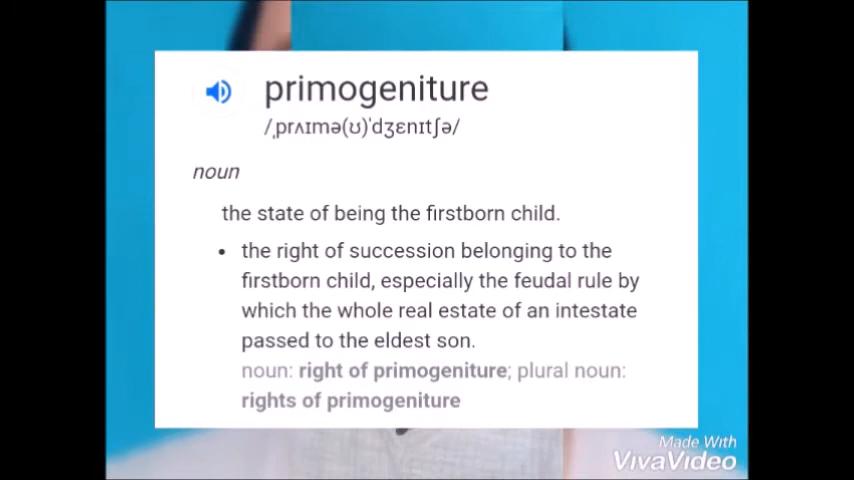 primogeniture
/ˌprʌɪmə(ʊ)ˈdʒɛnɪtʃə/
noun
the state of being the firstborn child.
• the right of succession belonging to the
firstborn child, especially the feudal rule by
which the whole real estate of an intestate
passed to the eldest son.
noun: right of primogeniture; plural noun:
rights of primogeniture
Made With
VivaVideo